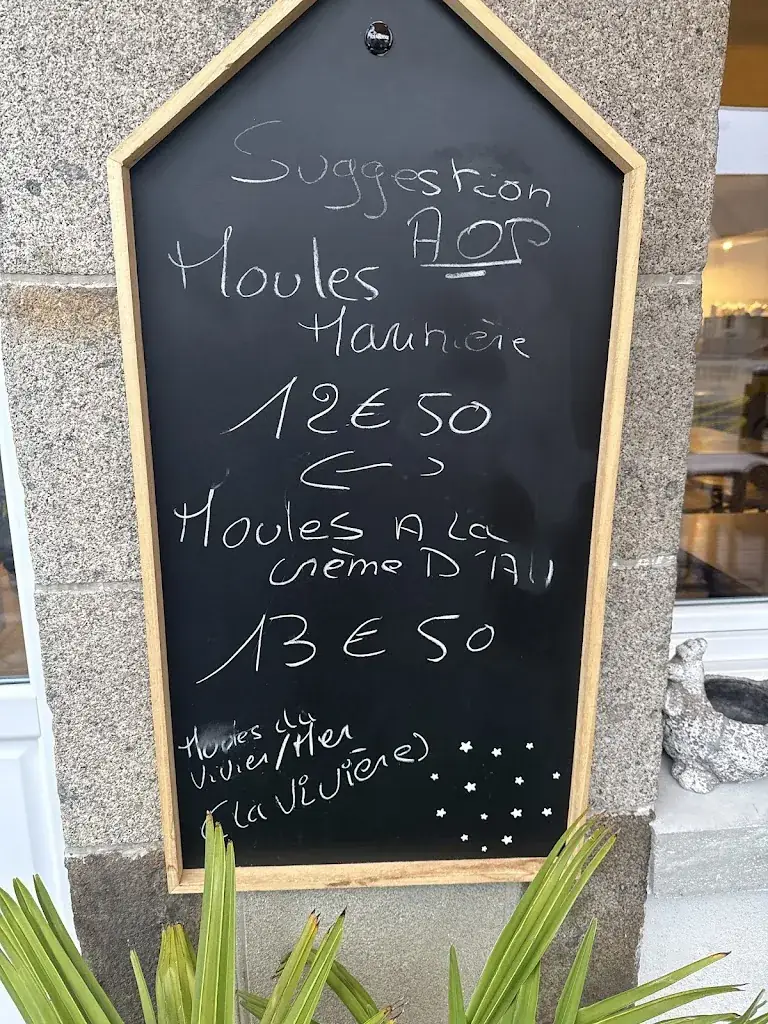 Suggestion
AOP
Moules
Marinière
12€50
Moules A La
crème D'Ail
13€50
Moules du
Vivier/Mer
(La Vivière)